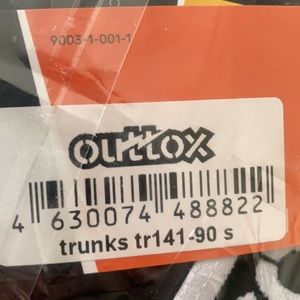 9003-1-001-1
outtox
4 630074 488822
trunks tr141-90 s